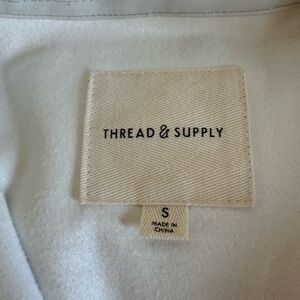 THREAD & SUPPLY
S
MADE IN
CHINA